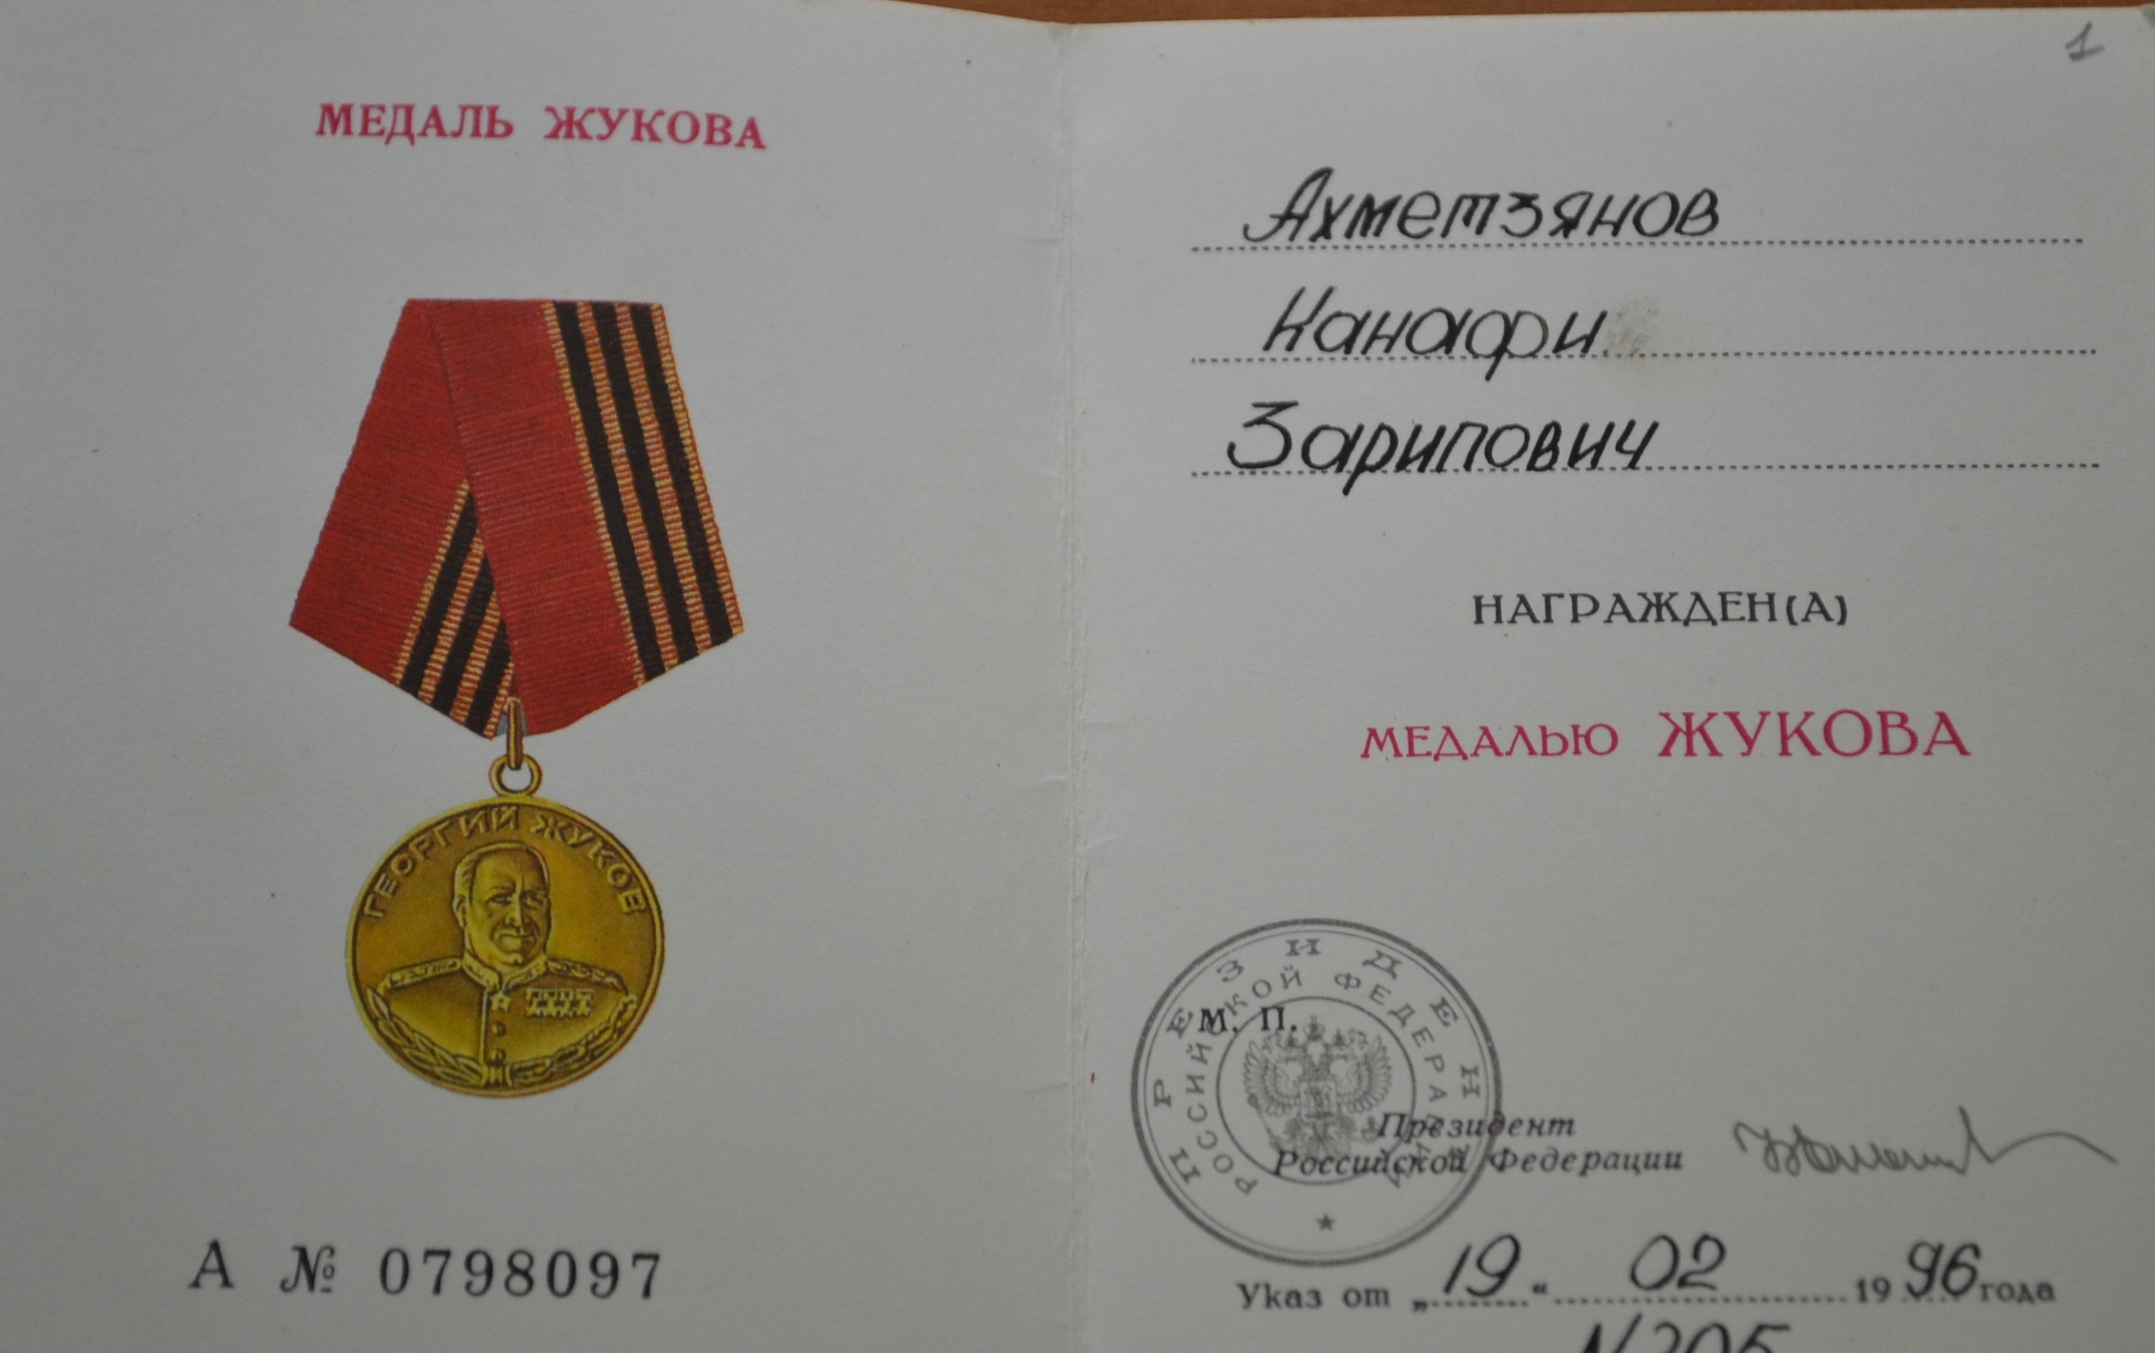 МЕДАЛЬ ЖУКОВА
ГЕОРГИЙ ЖУКОВ
А № 0798097
1
Ахметзянов
Канафи
Зарипович
НАГРАЖДЕН(А)
МЕДАЛЬЮ ЖУКОВА
М. П.
ПРЕЗИДЕНТ
РОССИЙСКОЙ ФЕДЕРАЦИИ
Президент
Российской Федерации
Указ от „19“ 02 1996 года
№205